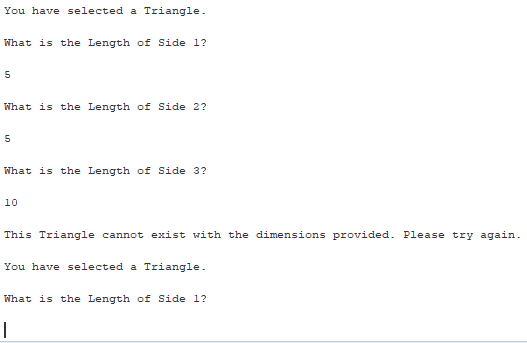 You have selected a Triangle.
What is the Length of Side 1?
5
What is the Length of Side 2?
5
What is the Length of Side 3?
10
This Triangle cannot exist with the dimensions provided. Please try again.
You have selected a Triangle.
What is the Length of Side 1?